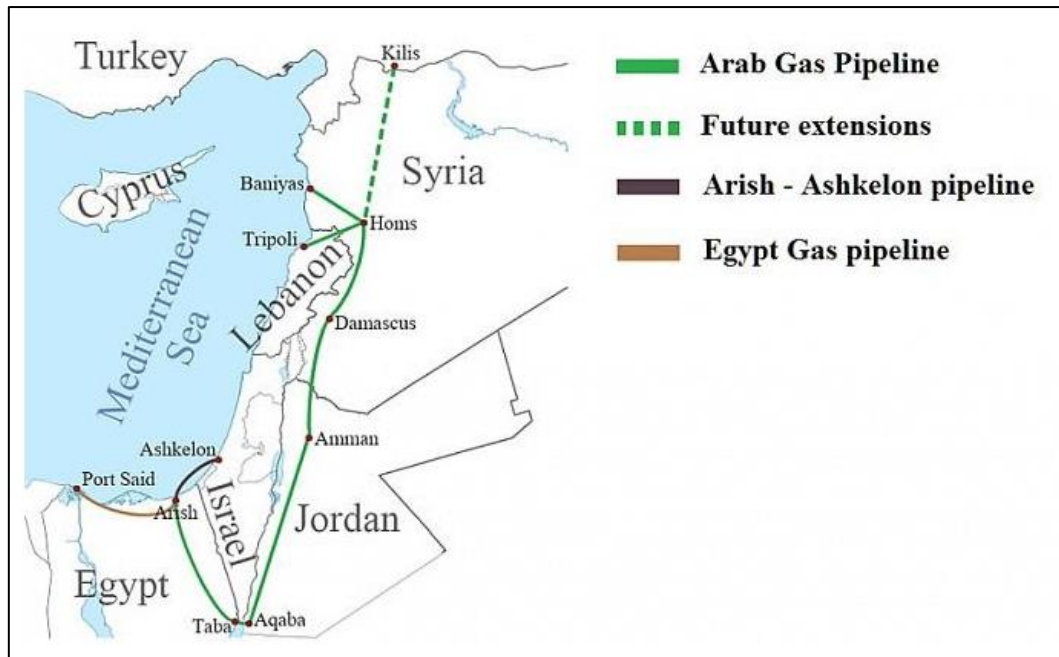 Turkey
Kilis
Cyprus
Syria
Baniyas
Homs
Tripoli
Lebanon
Mediterranean
Sea
Damascus
Amman
Ashkelon
Port Said
Arish
Israel
Jordan
Egypt
Taba
Aqaba
Arab Gas Pipeline
Future extensions
Arish - Ashkelon pipeline
Egypt Gas pipeline